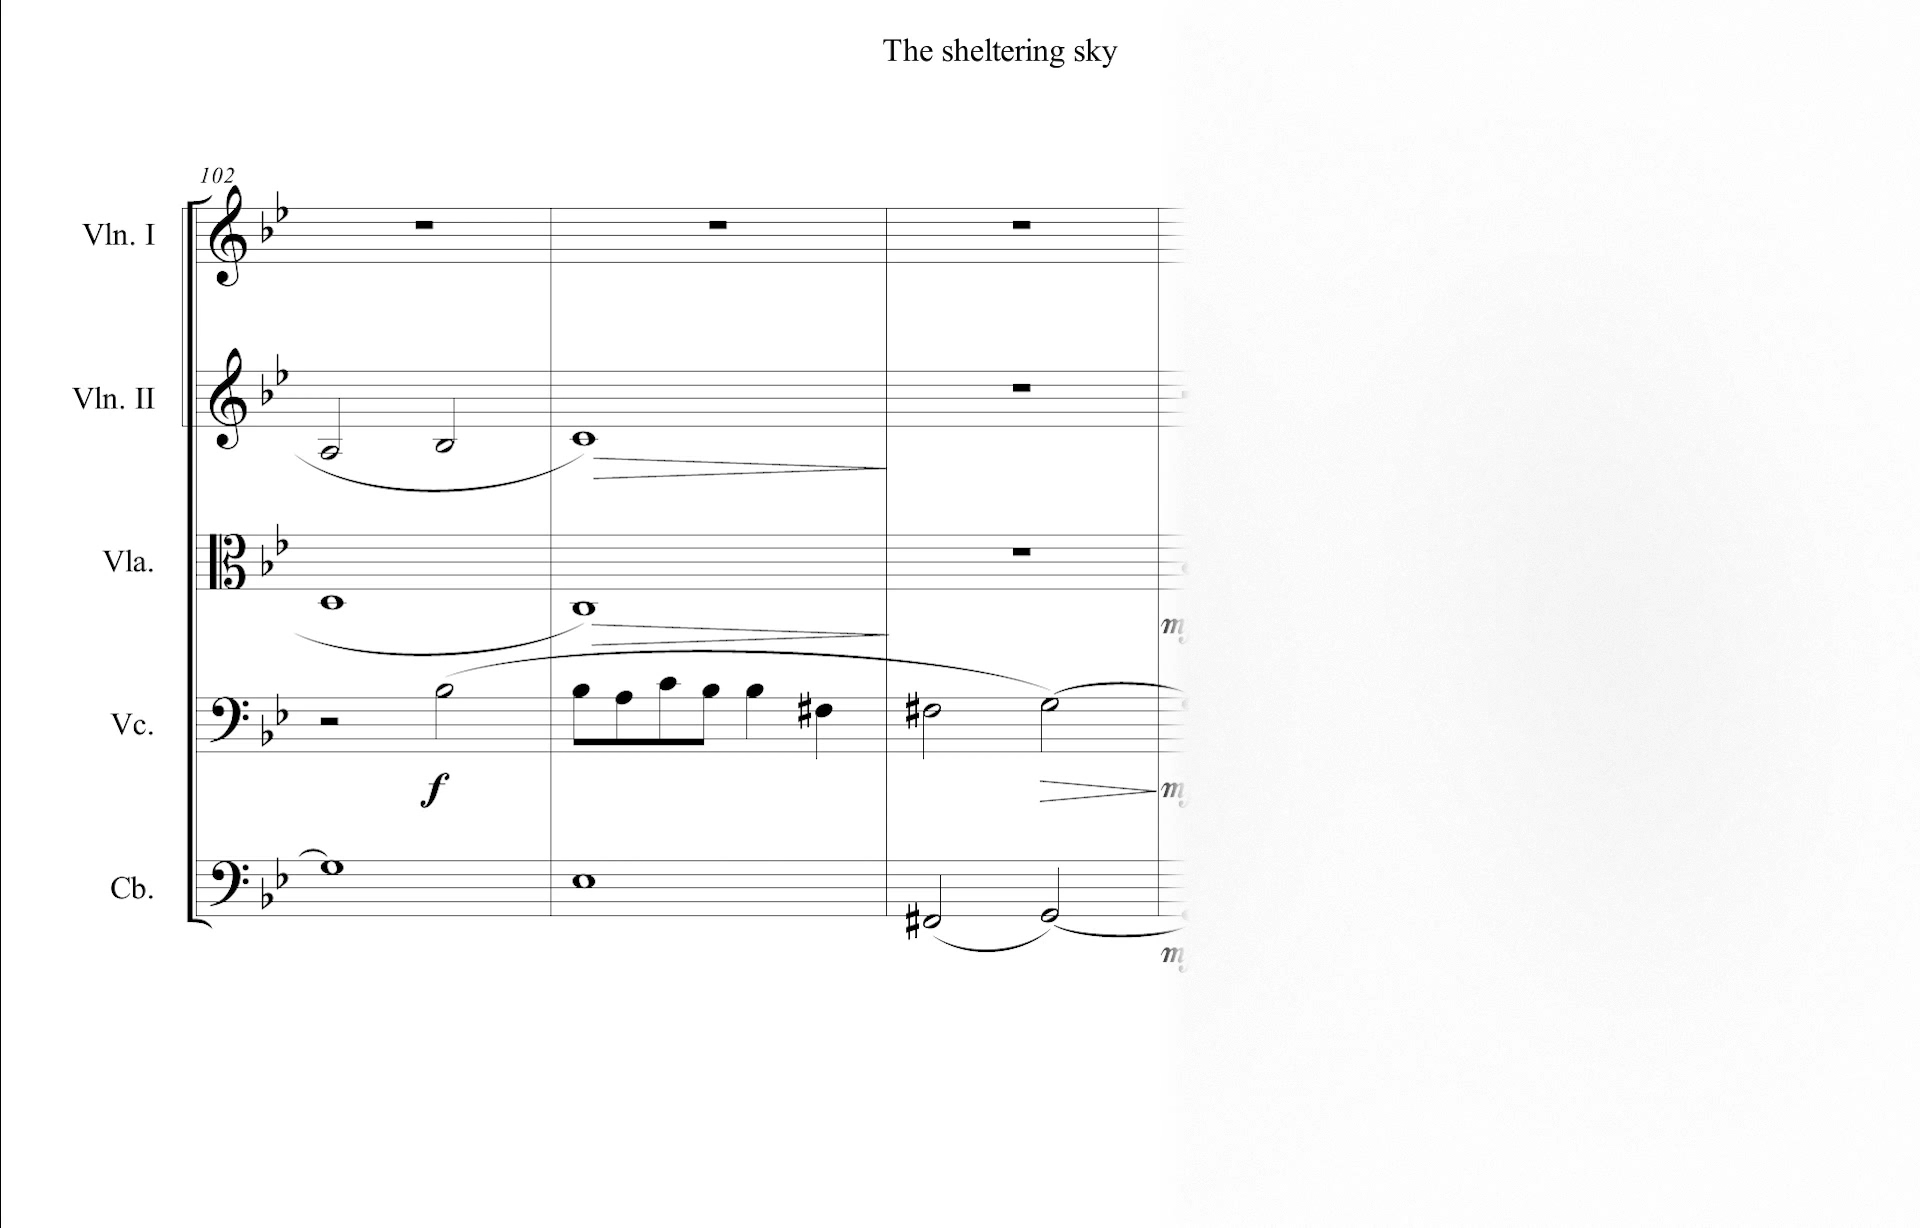 The sheltering sky
102
Vln. I
Vln. II
Vla.
Vc.
f
Cb.